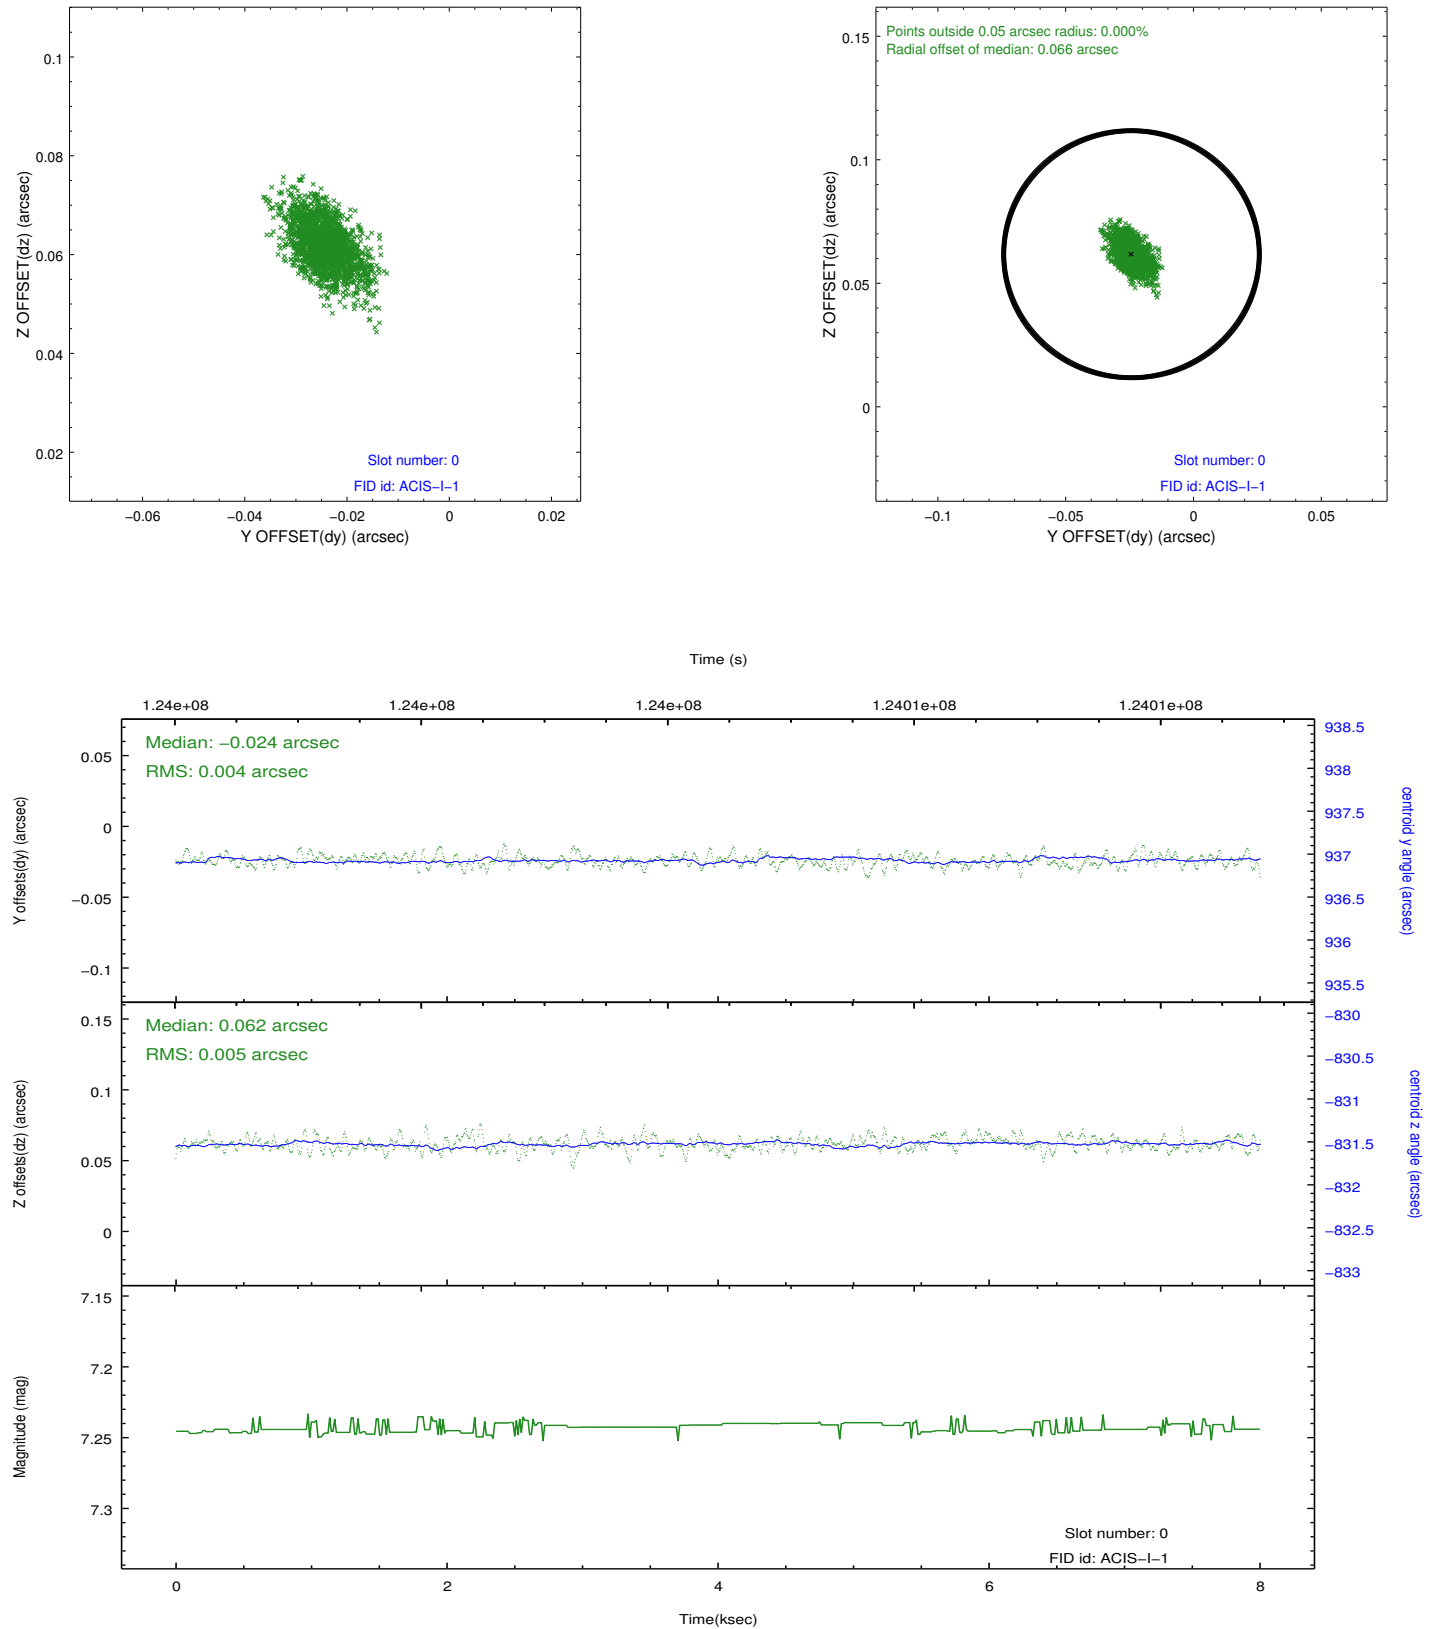 0.1
0.08
0.06
0.04
0.02
Z OFFSET(dz) (arcsec)
Slot number: 0
FID id: ACIS−I−1
−0.06
−0.04
−0.02
0
0.02
Y OFFSET(dy) (arcsec)
Points outside 0.05 arcsec radius: 0.000%
Radial offset of median: 0.066 arcsec
0.15
0.1
0.05
0
Z OFFSET(dz) (arcsec)
Slot number: 0
FID id: ACIS−I−1
−0.1
−0.05
0
0.05
Y OFFSET(dy) (arcsec)
Time (s)
1.24e+08
1.24e+08
1.24e+08
1.2401e+08
1.2401e+08
Median: −0.024 arcsec
RMS: 0.004 arcsec
0.05
0
−0.05
−0.1
Y offsets(dy) (arcsec)
938.5
938
937.5
937
936.5
936
935.5
centroid y angle (arcsec)
Median: 0.062 arcsec
RMS: 0.005 arcsec
0.15
0.1
0.05
0
Z offsets(dz) (arcsec)
−830
−830.5
−831
−831.5
−832
−832.5
−833
centroid z angle (arcsec)
7.15
7.2
7.25
7.3
Magnitude (mag)
Slot number: 0
FID id: ACIS−I−1
0
2
4
6
8
Time(ksec)